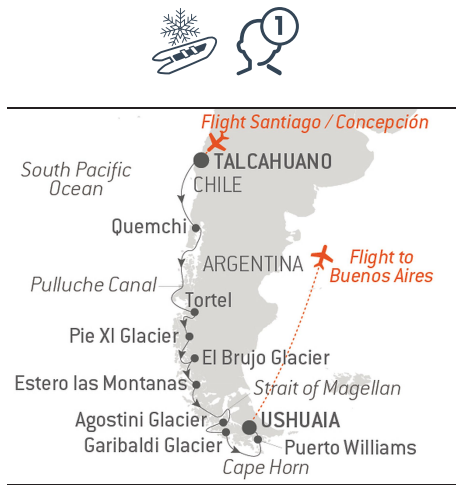 1
Flight Santiago / Concepción
TALCAHUANO
South Pacific
Ocean
CHILE
Quemchi
ARGENTINA
Flight to
Buenos Aires
Pulluche Canal
Tortel
Pie XI Glacier
El Brujo Glacier
Estero las Montanas
Strait of Magellan
Agostini Glacier
USHUAIA
Garibaldi Glacier
Puerto Williams
Cape Horn